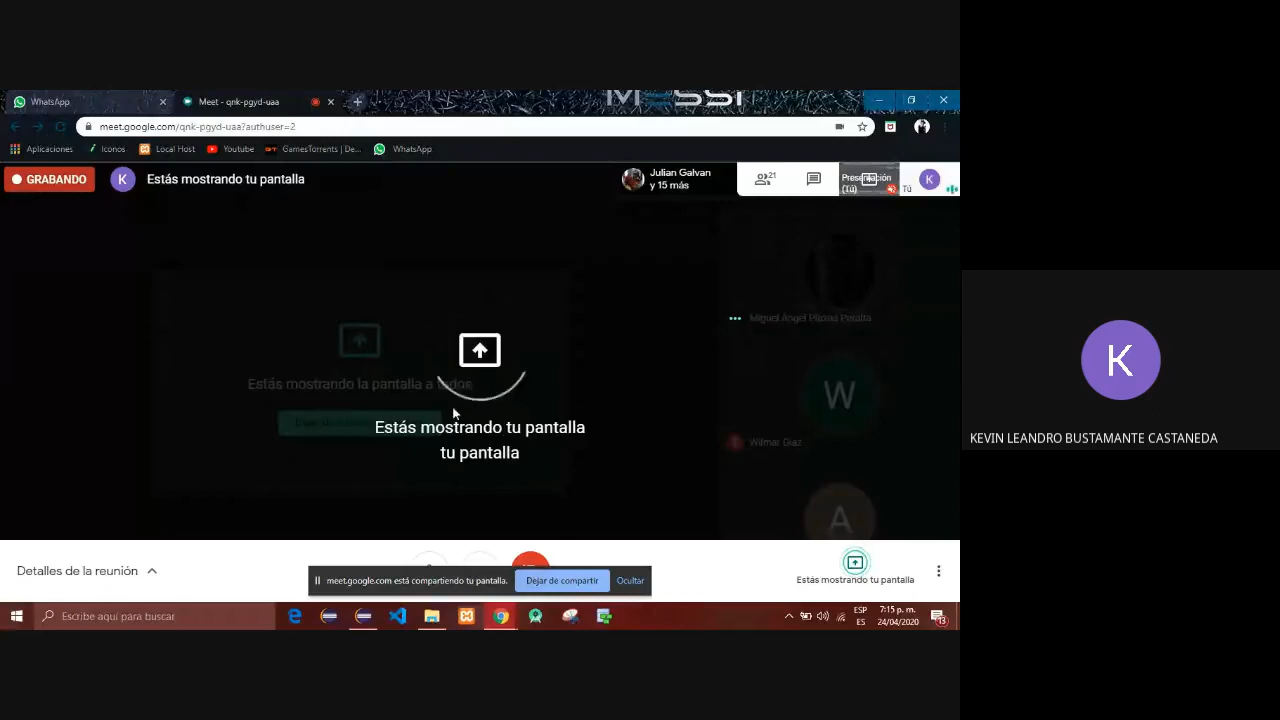 MESSI
WhatsApp
Meet - qnk-pgyd-uaa
meet.google.com/qnk-pgyd-uaa?authuser=2
Aplicaciones
Iconos
Local Host
Youtube
GamesTorrents | De...
WhatsApp
GRABANDO
K
Estás mostrando tu pantalla
Julian Galvan
y 15 más
21
Presentación
(Tú)
Tú
K
Estás mostrando la pantalla a todos
Estás mostrando tu pantalla
tu pantalla
W
Wilmar Diaz
A
K
KEVIN LEANDRO BUSTAMANTE CASTANEDA
Detalles de la reunión
meet.google.com está compartiendo tu pantalla.
Dejar de compartir
Ocultar
Estás mostrando tu pantalla
Escribe aquí para buscar
ESP
ES
7:15 p. m.
24/04/2020
13